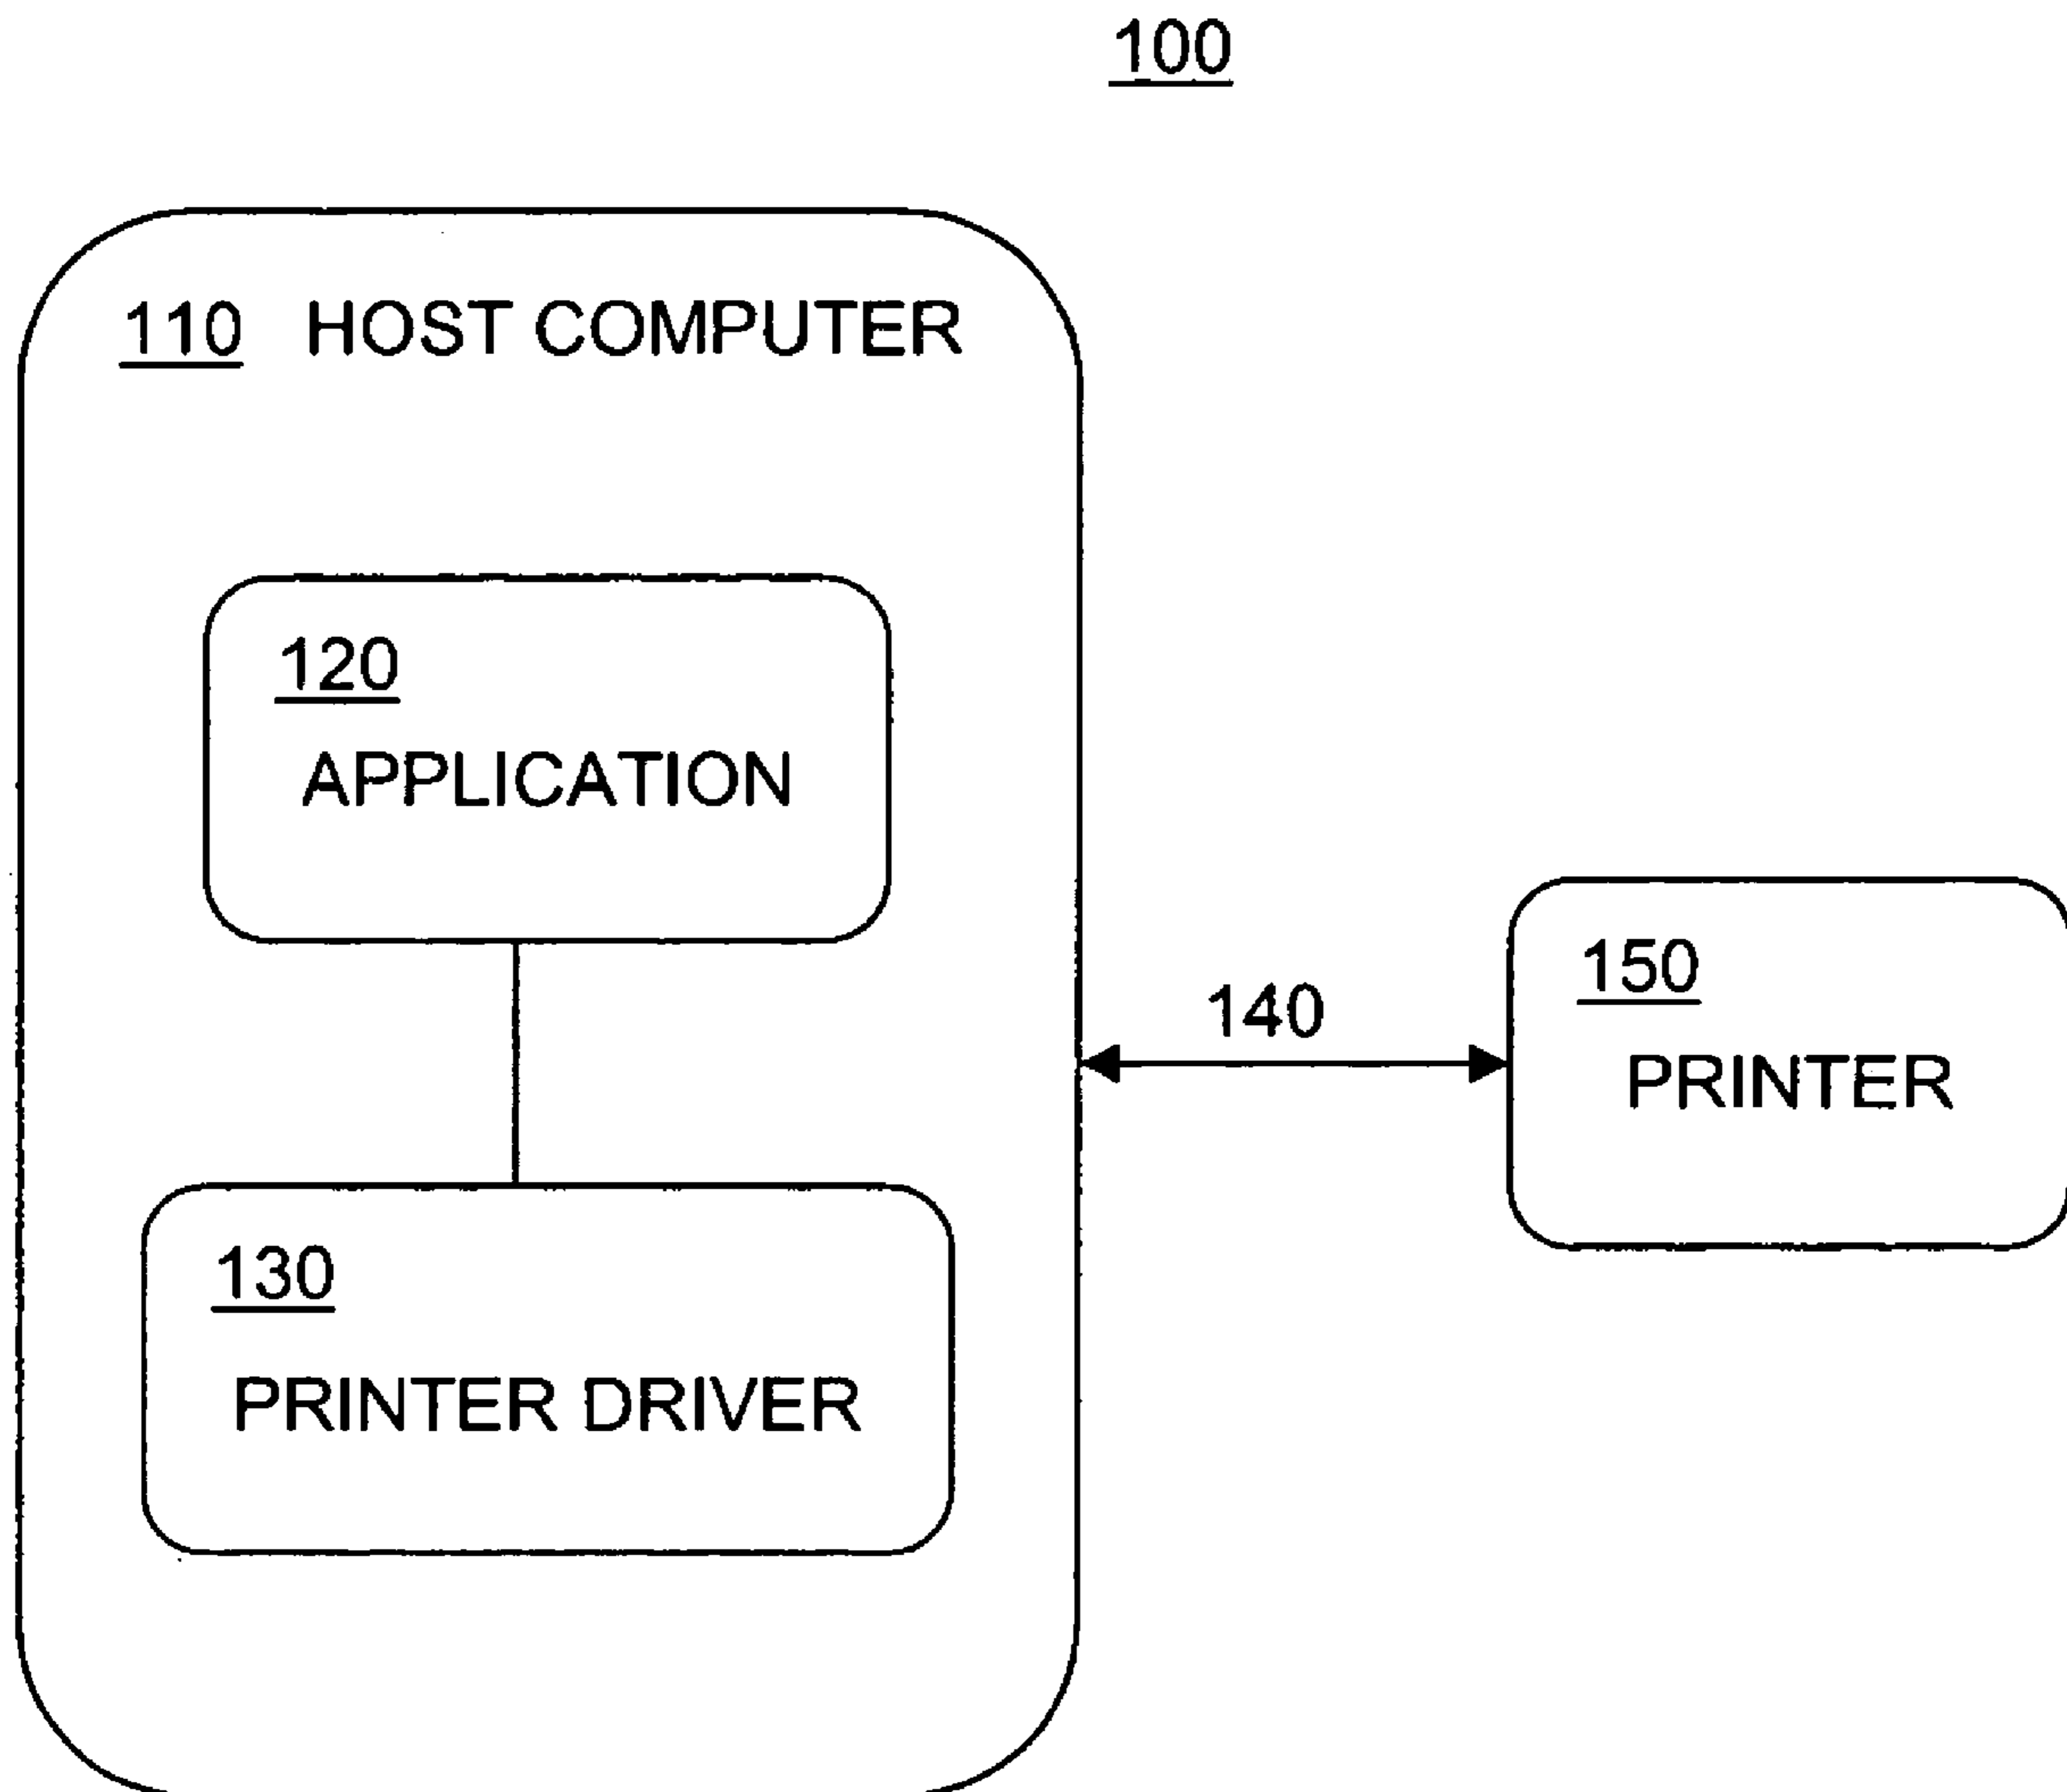 100
110 HOST COMPUTER
120
APPLICATION
140
150
PRINTER
130
PRINTER DRIVER